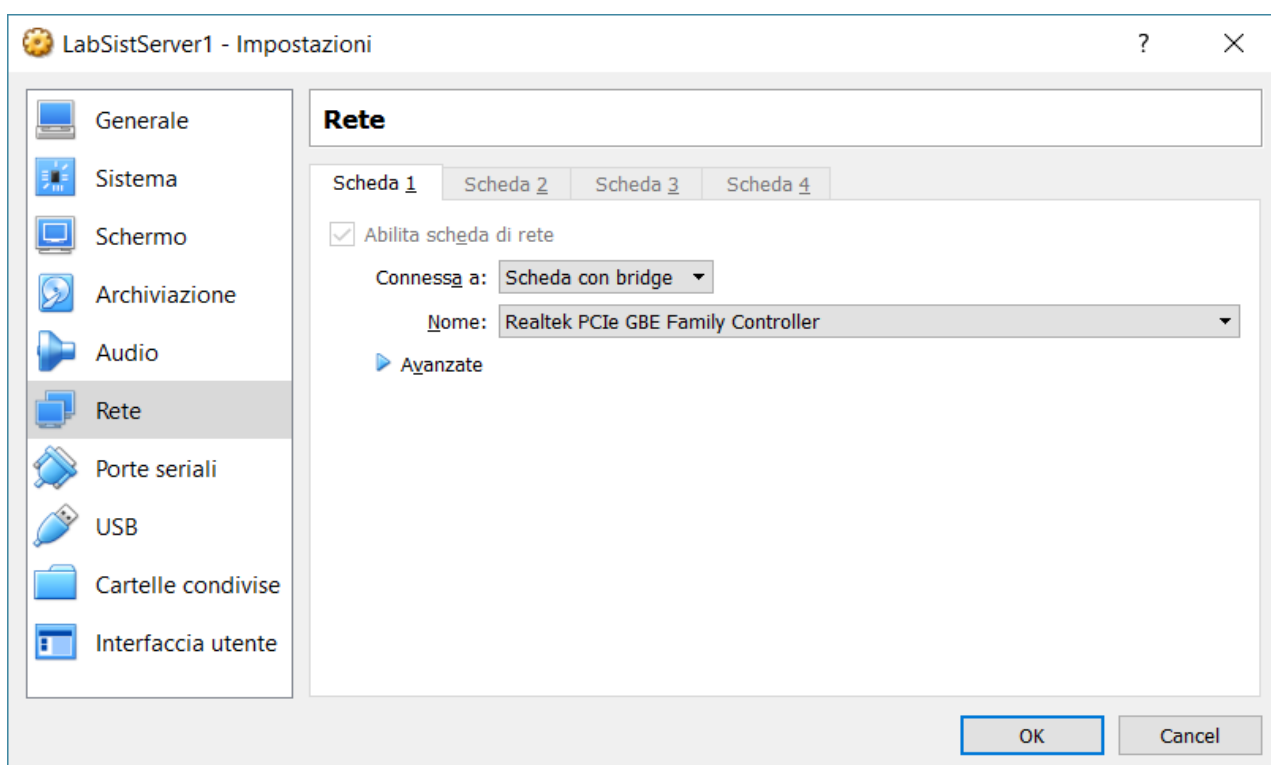 LabSistServer1 - Impostazioni
?
Generale
Sistema
Schermo
Archiviazione
Audio
Rete
Porte seriali
USB
Cartelle condivise
Interfaccia utente
Rete
Scheda 1 Scheda 2 Scheda 3 Scheda 4
Abilita scheda di rete
Connessa a: Scheda con bridge
Nome: Realtek PCIe GBE Family Controller
Avanzate
OK Cancel